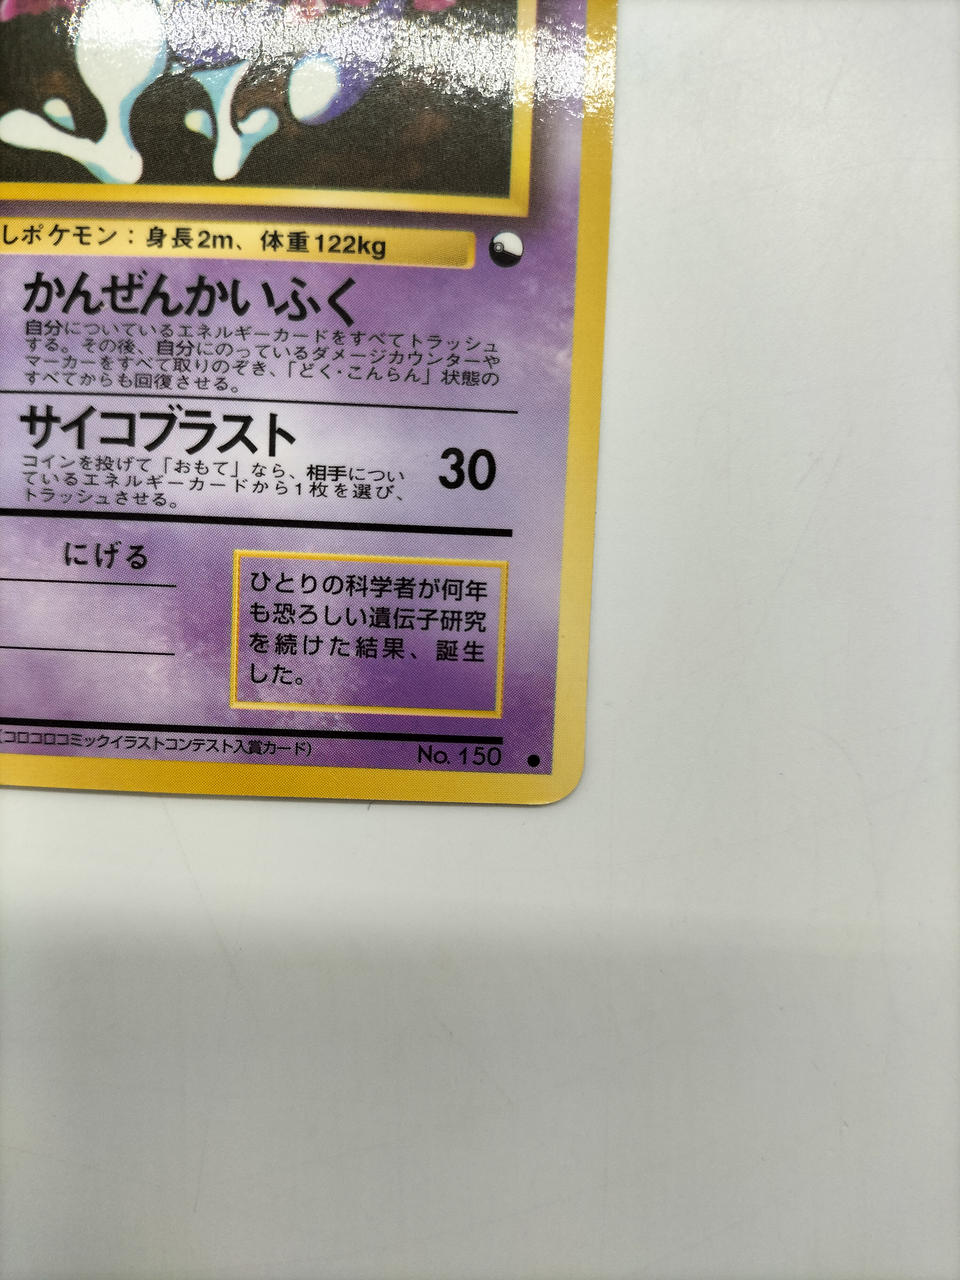 しポケモン：身長2m、体重122kg
かんぜんかいふく
自分についているエネルギーカードをすべてトラッシュ
する。その後、自分にのっているダメージカウンターや
マーカーをすべて取りのぞき、「どく・こんらん」状態の
すべてからも回復させる。
サイコブラスト
30
コインを投げて「おもて」なら、相手につい
ているエネルギーカードから1枚を選び、
トラッシュさせる。
にげる
ひとりの科学者が何年
も恐ろしい遺伝子研究
を続けた結果、誕生
した。
(コロコロコミックイラストコンテスト入賞カード)
No. 150 ●